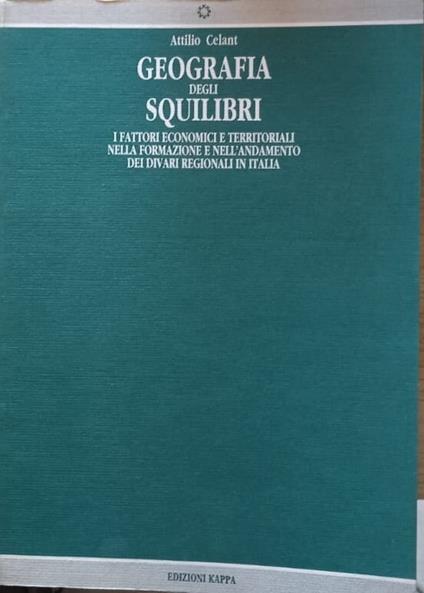 Attilio Celant
GEOGRAFIA
DEGLI
SQUILIBRI
I FATTORI ECONOMICI E TERRITORIALI
NELLA FORMAZIONE E NELL'ANDAMENTO
DEI DIVARI REGIONALI IN ITALIA
EDIZIONI KAPPA